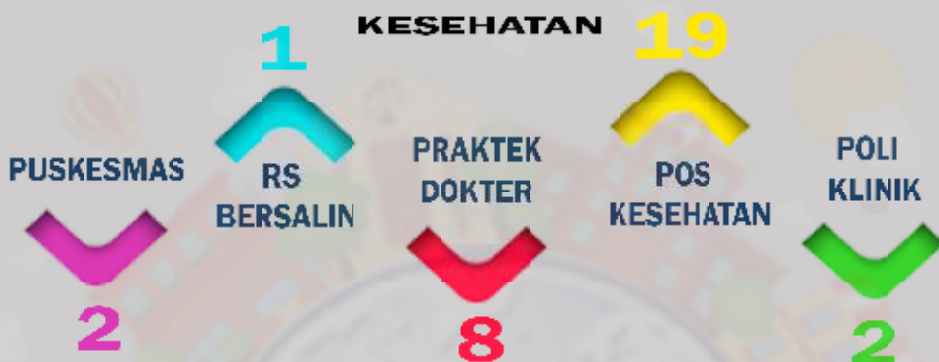 KESEHATAN
PUSKESMAS
2
1
RS
BERSALIN
PRAKTEK
DOKTER
8
19
POS
KESEHATAN
POLI
KLINIK
2